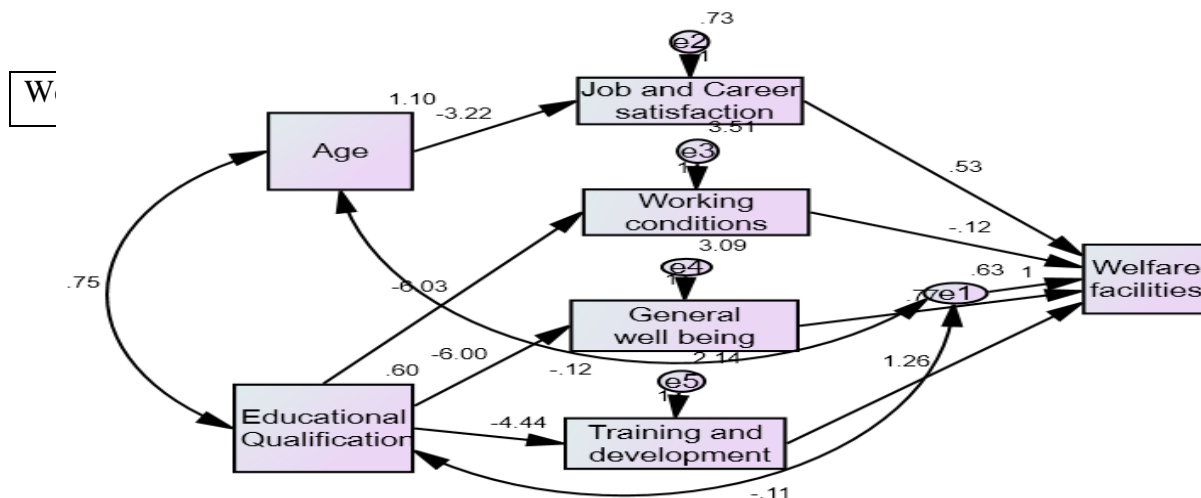 .73
e2
1
We
Job and Career
satisfaction
1.10
-3.22
3.51
Age
e3
1
.53
Working
conditions
-.12
3.09
e4
1
.63
1
Welfare
facilities
.75
-6.03
.77
e1
General
well being
-6.00
-.12
2.14
.60
e5
1
1.26
Educational
Qualification
-4.44
Training and
development
-.11